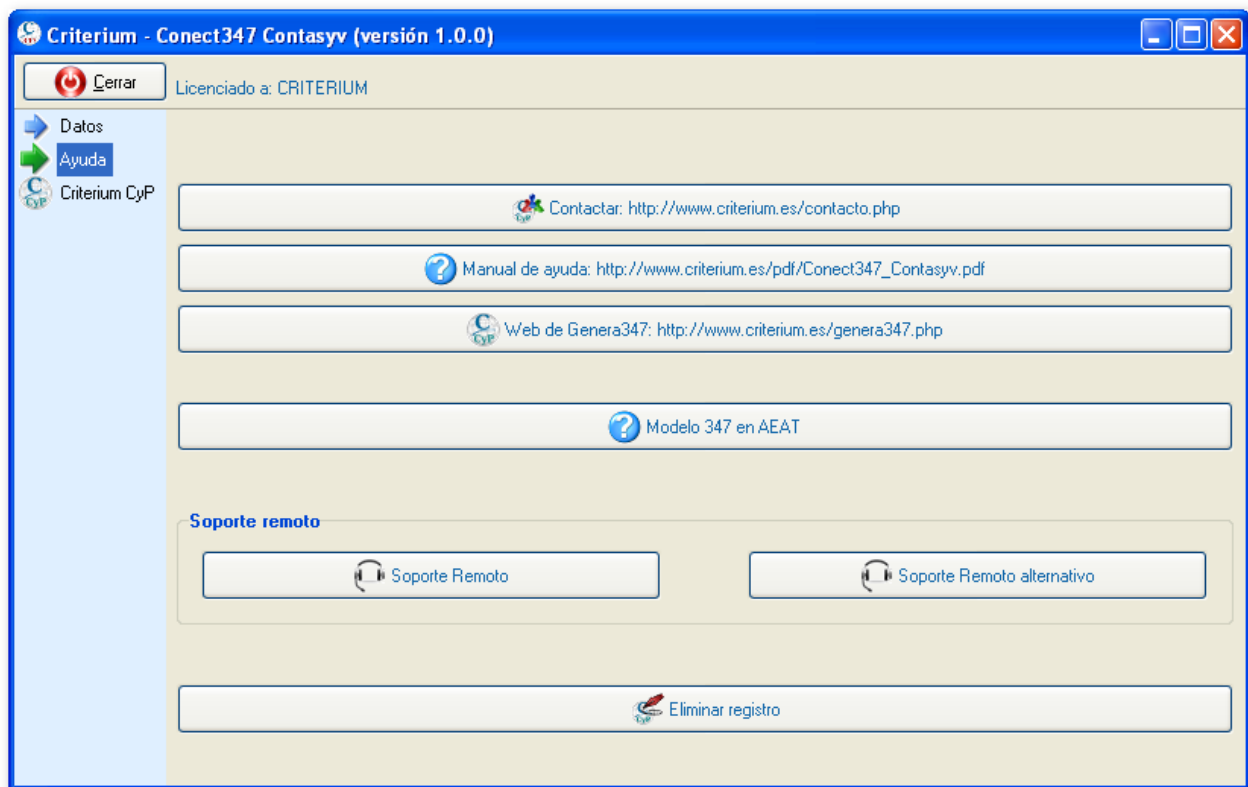 Criterium - Conect347 Contasyv (versión 1.0.0)
Cerrar
Licenciado a: CRITERIUM
Datos
Ayuda
Criterium CyP
Contactar: http://www.criterium.es/contacto.php
Manual de ayuda: http://www.criterium.es/pdf/Conect347_Contasyv.pdf
Web de Genera347: http://www.criterium.es/genera347.php
Modelo 347 en AEAT
Soporte remoto
Soporte Remoto
Soporte Remoto alternativo
Eliminar registro